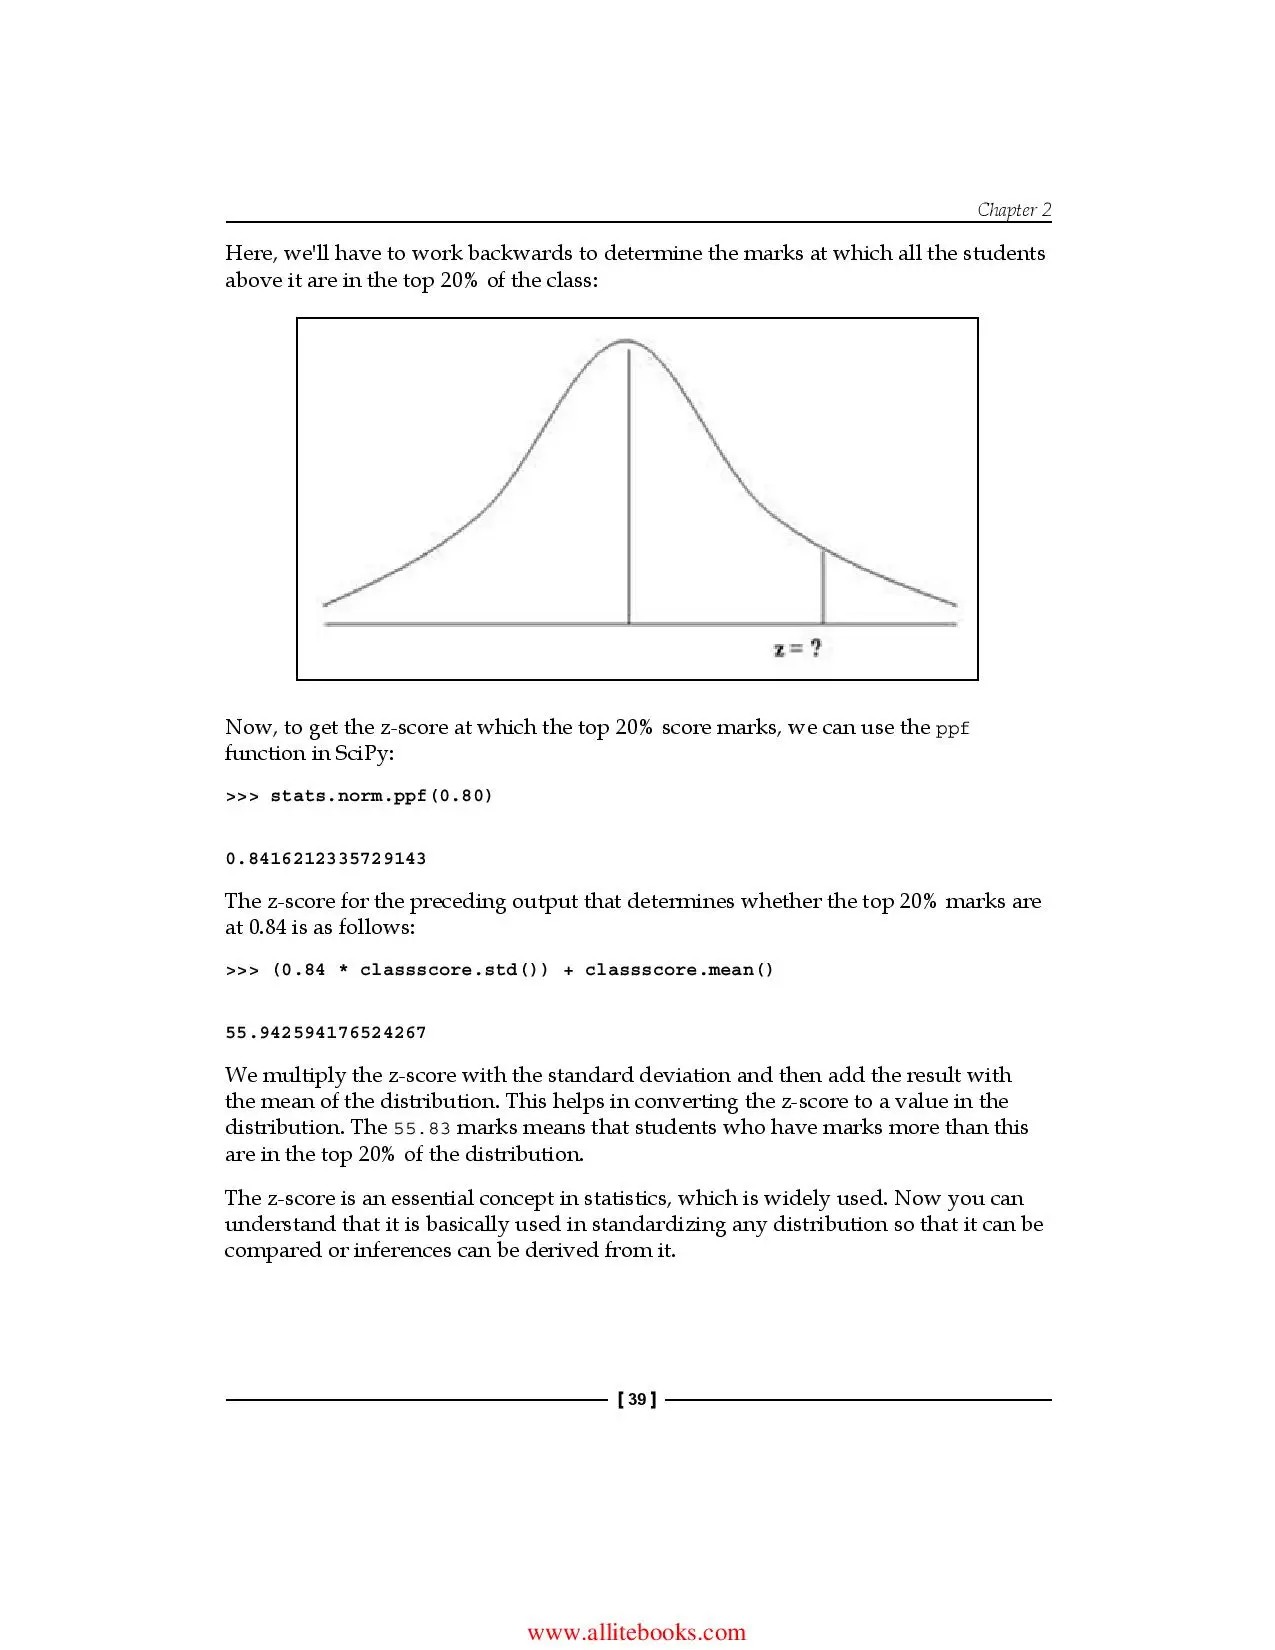 Chapter 2
Here, we'll have to work backwards to determine the marks at which all the students
above it are in the top 20% of the class:
z = ?
Now, to get the z-score at which the top 20% score marks, we can use the ppf
function in SciPy:
>>> stats.norm.ppf(0.80)
0.8416212335729143
The z-score for the preceding output that determines whether the top 20% marks are
at 0.84 is as follows:
>>> (0.84 * classscore.std()) + classscore.mean()
55.942594176524267
We multiply the z-score with the standard deviation and then add the result with
the mean of the distribution. This helps in converting the z-score to a value in the
distribution. The 55.83 marks means that students who have marks more than this
are in the top 20% of the distribution.
The z-score is an essential concept in statistics, which is widely used. Now you can
understand that it is basically used in standardizing any distribution so that it can be
compared or inferences can be derived from it.
[ 39 ]
www.allitebooks.com